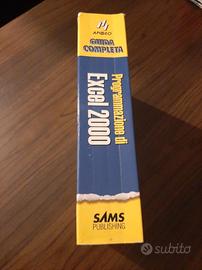 APOGEO
GUIDA
COMPLETA
Programmazione di
Excel 2000
SAMS
PUBLISHING
subito